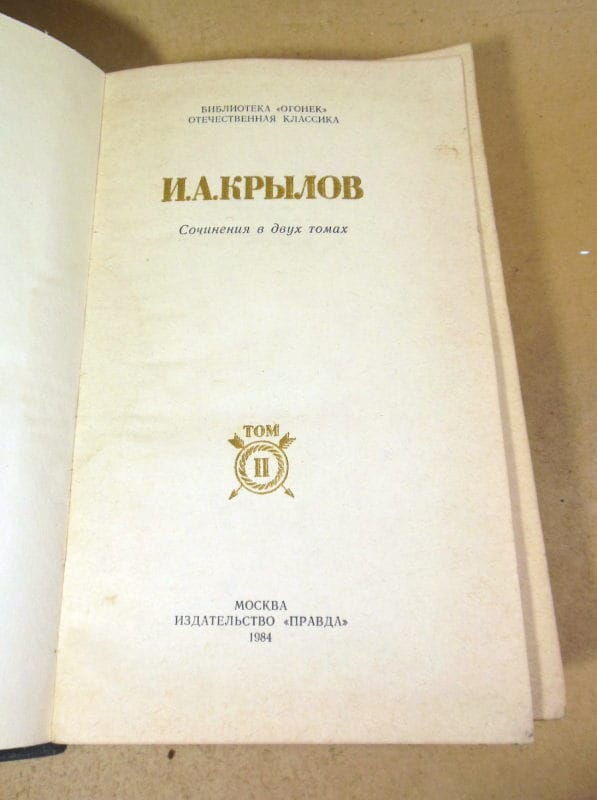 БИБЛИОТЕКА «ОГОНЕК»
ОТЕЧЕСТВЕННАЯ КЛАССИКА
И.А.КРЫЛОВ
Сочинения в двух томах
ТОМ
II
МОСКВА
ИЗДАТЕЛЬСТВО «ПРАВДА»
1984